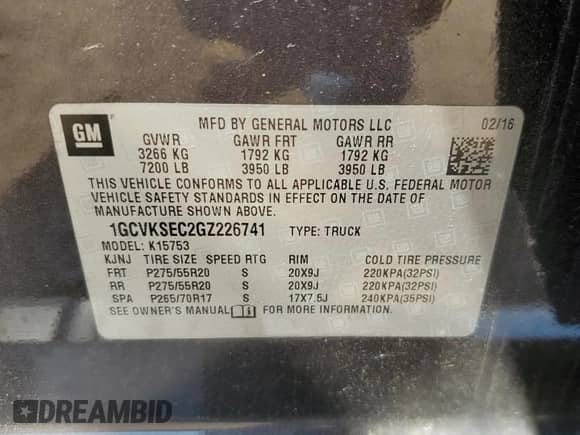 GM
MFD BY GENERAL MOTORS LLC 02/16
GVWR GAWR FRT GAWR RR
3266 KG 1792 KG 1792 KG
7200 LB 3950 LB 3950 LB
THIS VEHICLE CONFORMS TO ALL APPLICABLE U.S. FEDERAL MOTOR
VEHICLE SAFETY STANDARDS IN EFFECT ON THE DATE OF
MANUFACTURE SHOWN ABOVE.
1GCVKSEC2GZ226741 TYPE: TRUCK
MODEL: K15753
KJNJ TIRE SIZE SPEED RTG RIM COLD TIRE PRESSURE
FRT P275/55R20 S 20X9J 220KPA(32PSI)
RR P275/55R20 S 20X9J 220KPA(32PSI)
SPA P265/70R17 S 17X7.5J 240KPA(35PSI)
SEE OWNER'S MANUAL FOR MORE INFORMATION.
DREAMBID